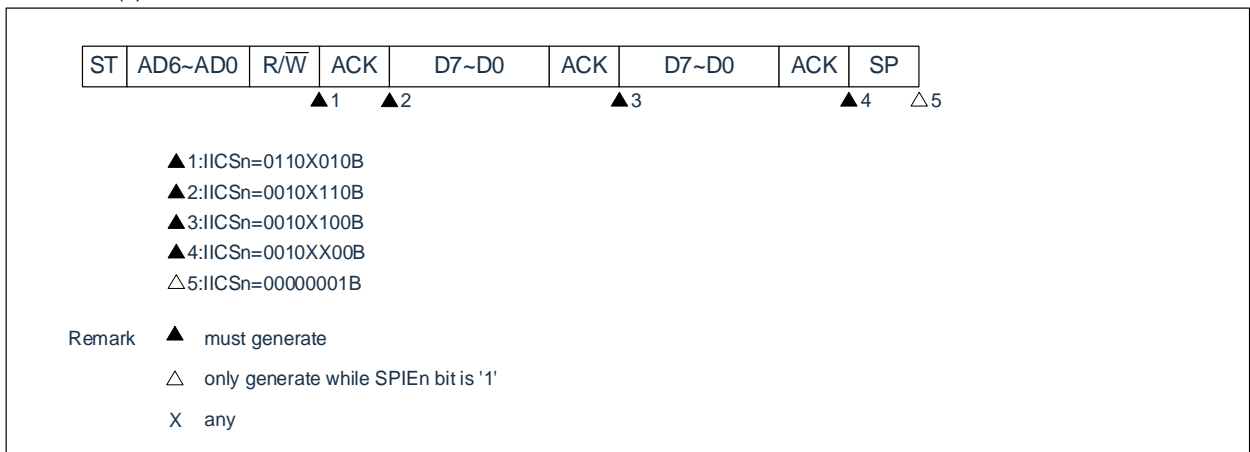 ST AD6~AD0 R/W̅ ACK D7~D0 ACK D7~D0 ACK SP
▲1 ▲2 ▲3 ▲4 △5
▲1:IICSn=0110X010B
▲2:IICSn=0010X110B
▲3:IICSn=0010X100B
▲4:IICSn=0010XX00B
△5:IICSn=00000001B
Remark ▲ must generate
△ only generate while SPIEn bit is '1'
X any